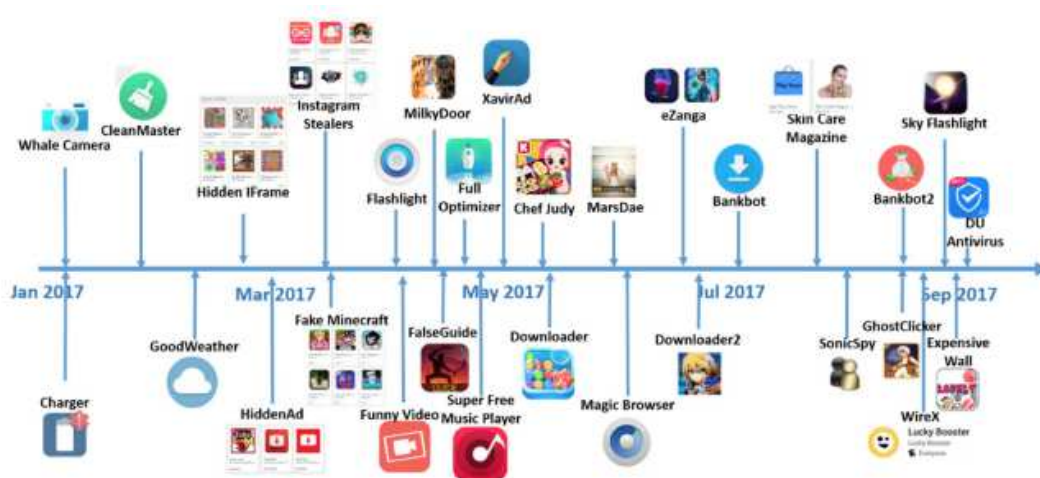 Instagram
Stealers
MilkyDoor
XavirAd
CleanMaster
Whale Camera
Hidden IFrame
Flashlight
Full
Optimizer
Chef Judy
MarsDae
eZanga
Bankbot
Skin Care
Magazine
Sky Flashlight
Bankbot2
DU
Antivirus
Jan 2017
Mar 2017
May 2017
Jul 2017
Sep 2017
Charger
GoodWeather
HiddenAd
Fake Minecraft
Funny Video
FalseGuide
Super Free
Music Player
Downloader
Magic Browser
Downloader2
SonicSpy
GhostClicker
Expensive
Wall
WireX
Lucky Booster
Lucky Booster
Everyone